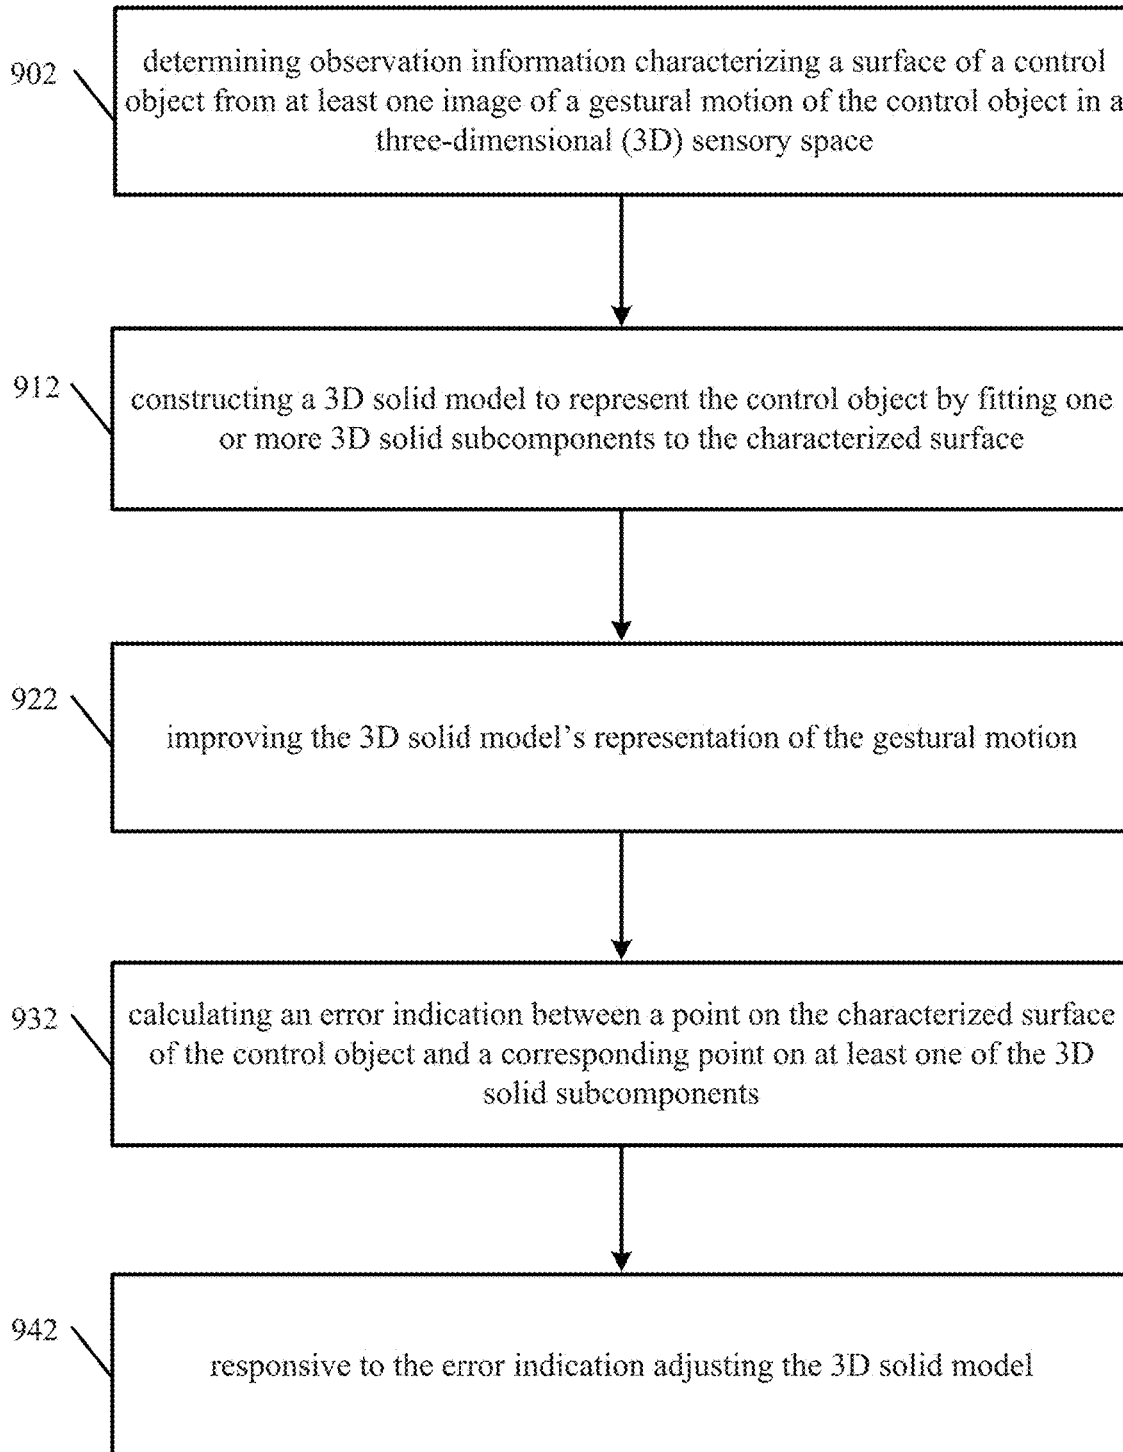 902
determining observation information characterizing a surface of a control
object from at least one image of a gestural motion of the control object in a
three-dimensional (3D) sensory space
912
constructing a 3D solid model to represent the control object by fitting one
or more 3D solid subcomponents to the characterized surface
922
improving the 3D solid model's representation of the gestural motion
932
calculating an error indication between a point on the characterized surface
of the control object and a corresponding point on at least one of the 3D
solid subcomponents
942
responsive to the error indication adjusting the 3D solid model